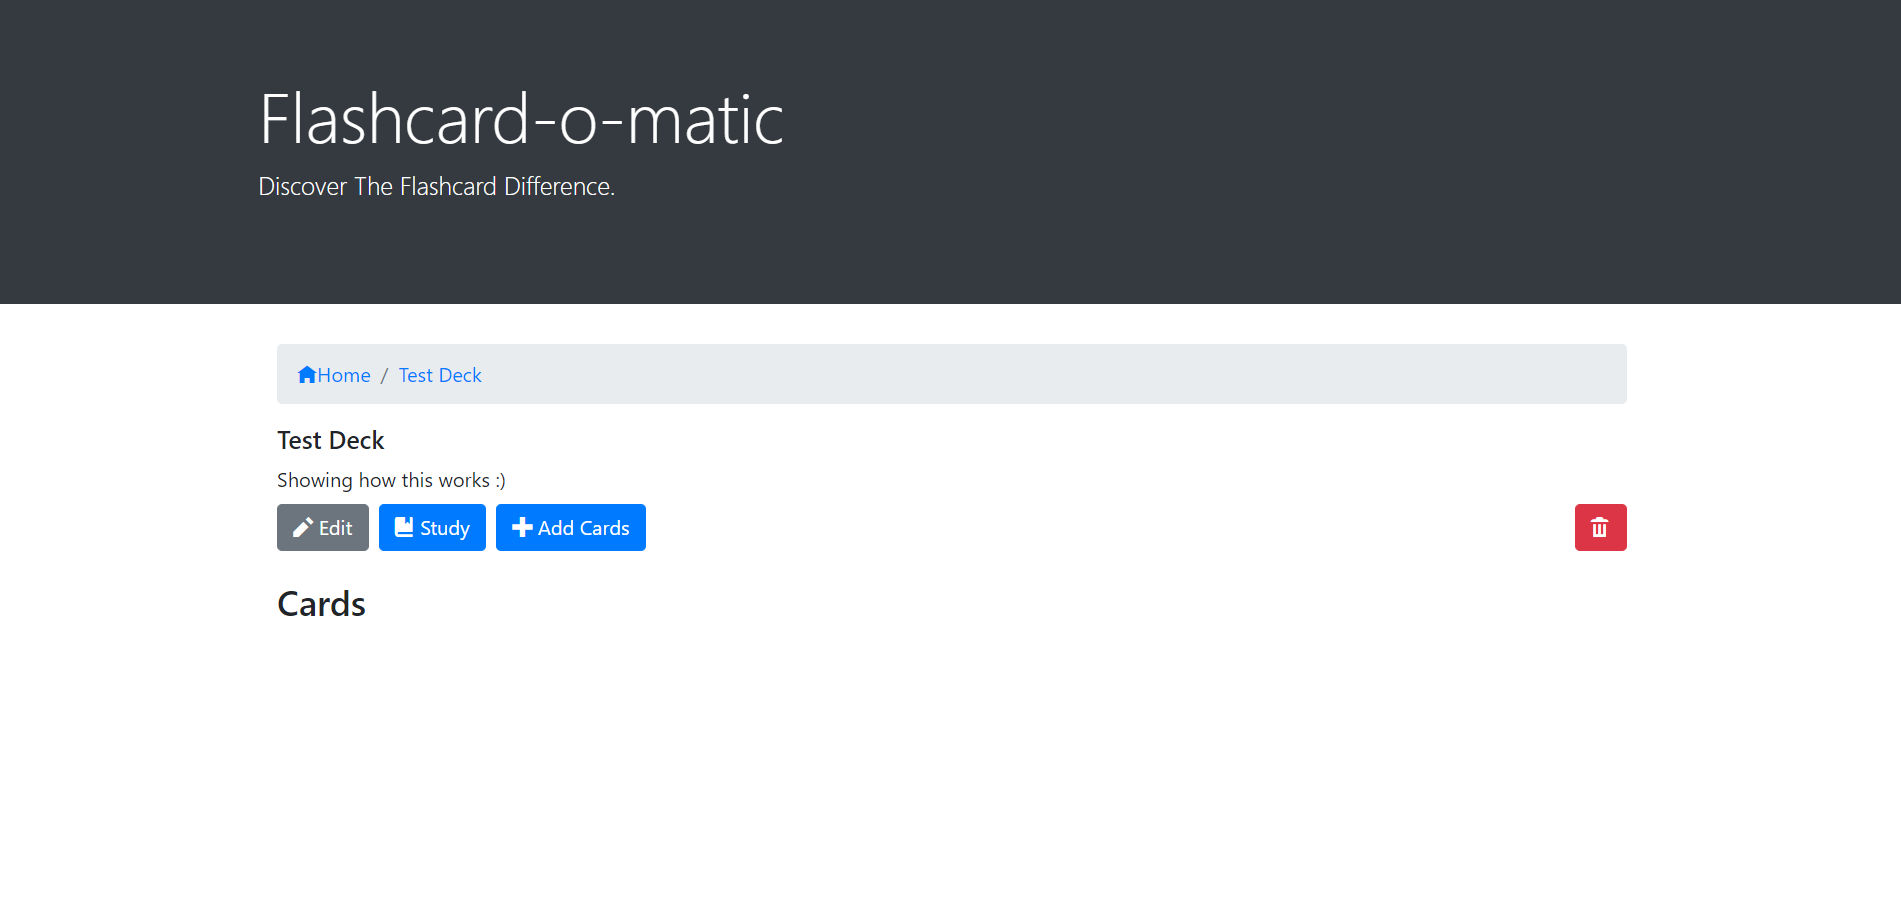 Flashcard-o-matic
Discover The Flashcard Difference.
Home / Test Deck
Test Deck
Showing how this works :)
Edit Study Add Cards
Cards